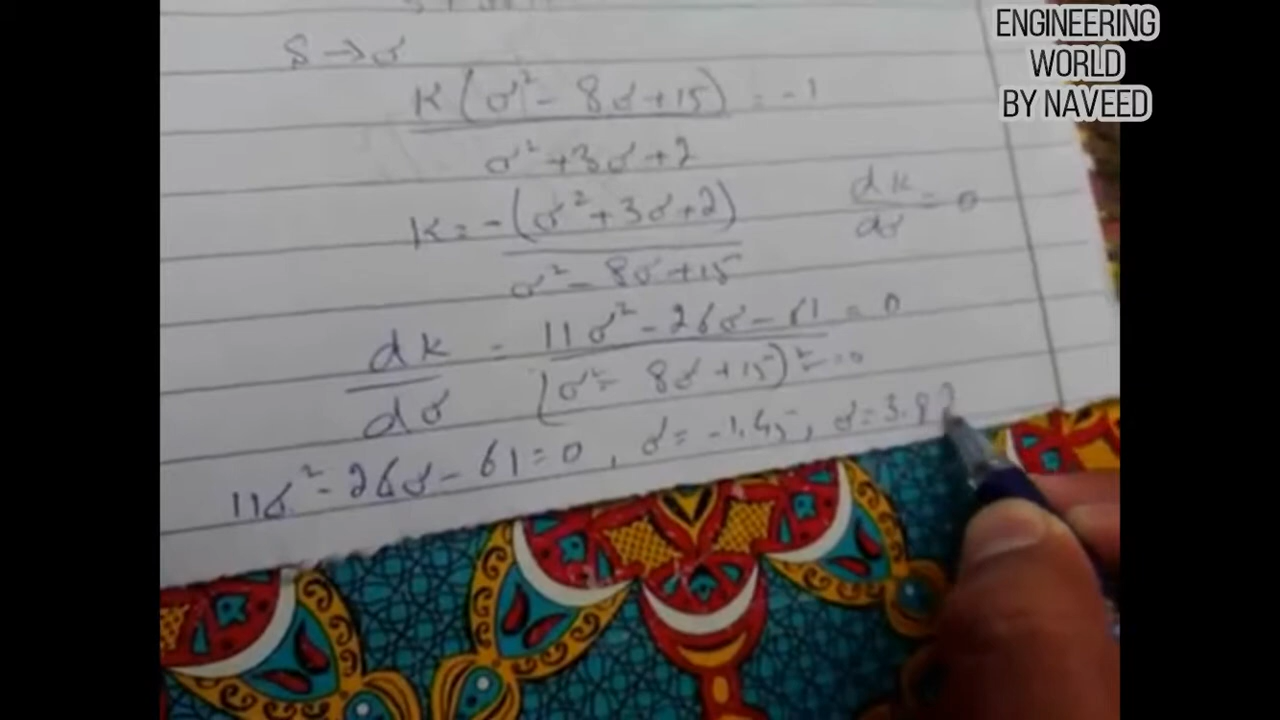 ENGINEERING
WORLD
BY NAVEED
S → σ
K(σ² - 8σ+15) = -1
σ²+3σ+2
K = -(σ²+3σ+2)
σ² - 8σ+15
dK/dσ = 0
dK/dσ = 11σ² - 26σ - 61 = 0
(σ² - 8σ+15)² = 0
11σ² - 26σ - 61 = 0, σ = -1.45, σ = 3.82